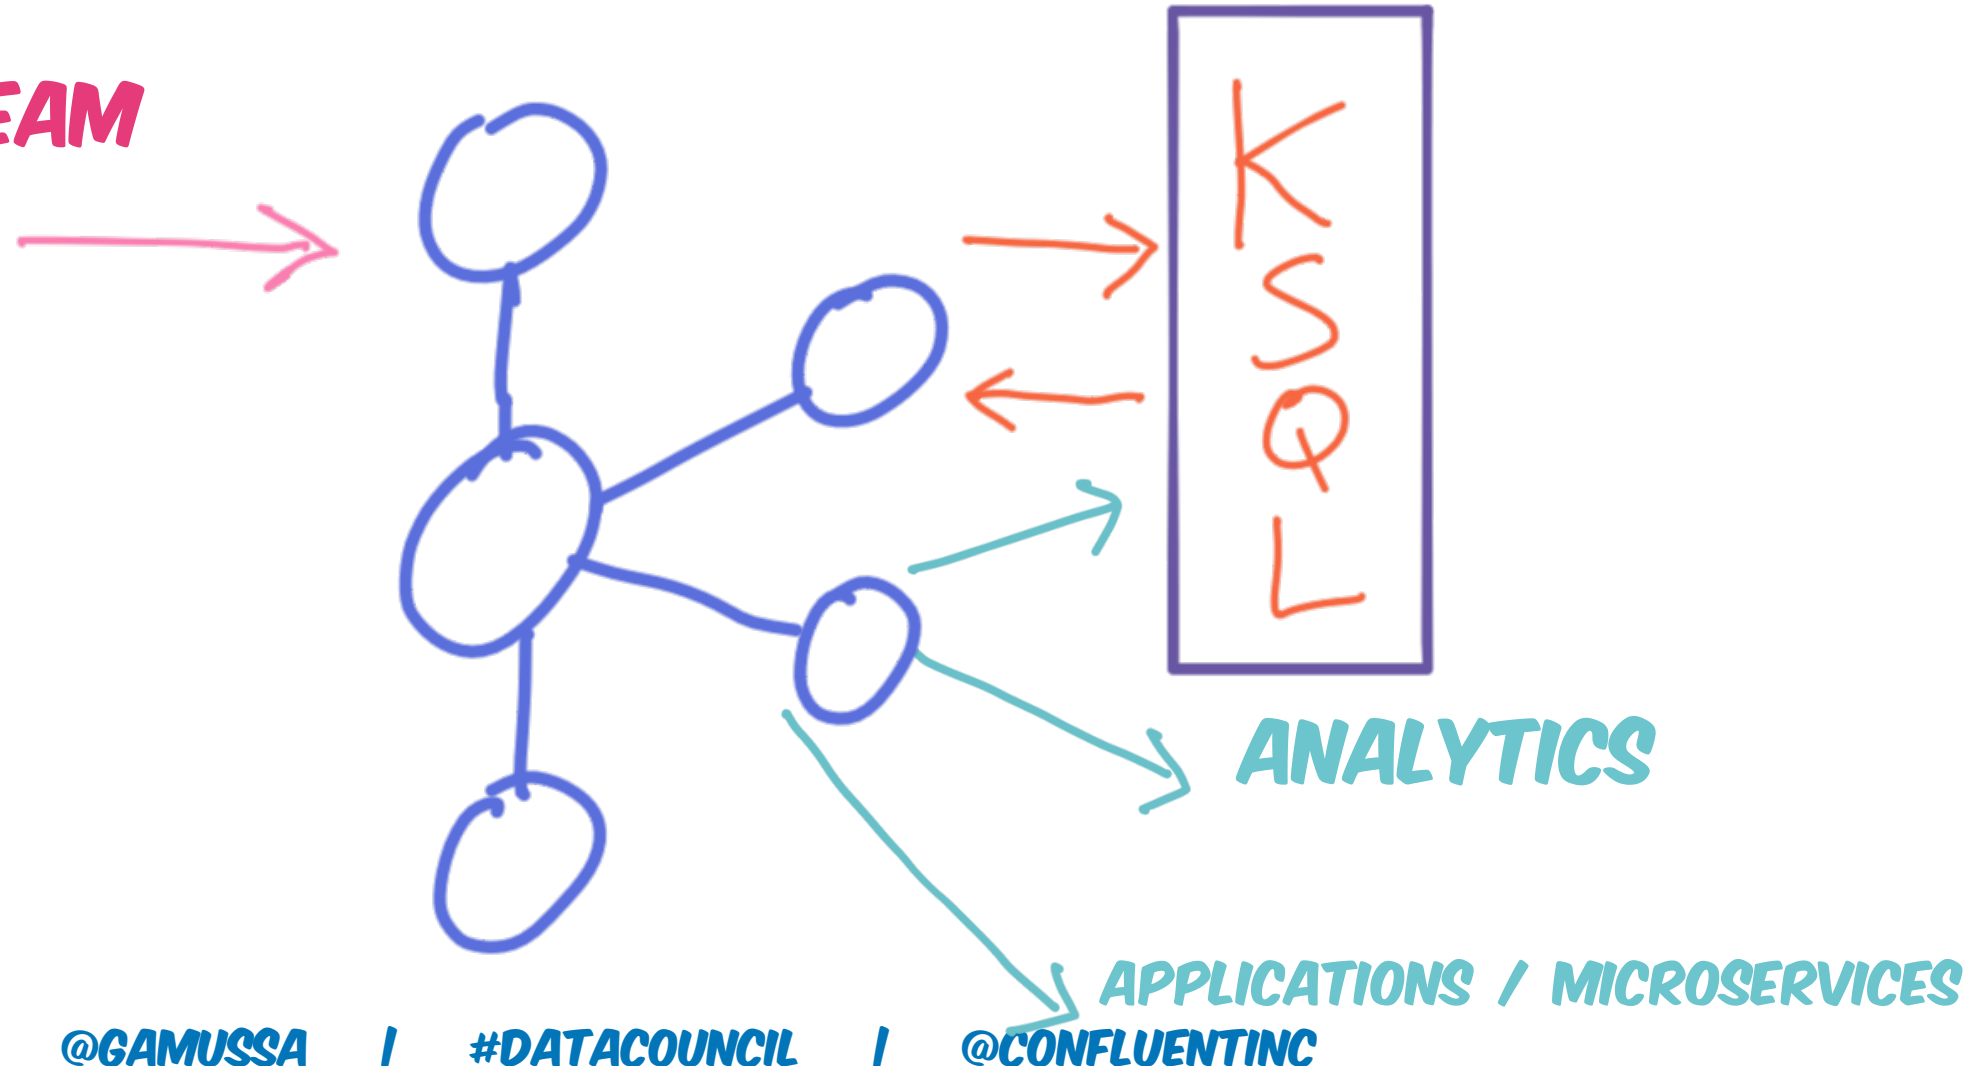 EAM
K
S
Q
L
ANALYTICS
APPLICATIONS / MICROSERVICES
@GAMUSSA | #DATACOUNCIL | @CONFLUENTINC